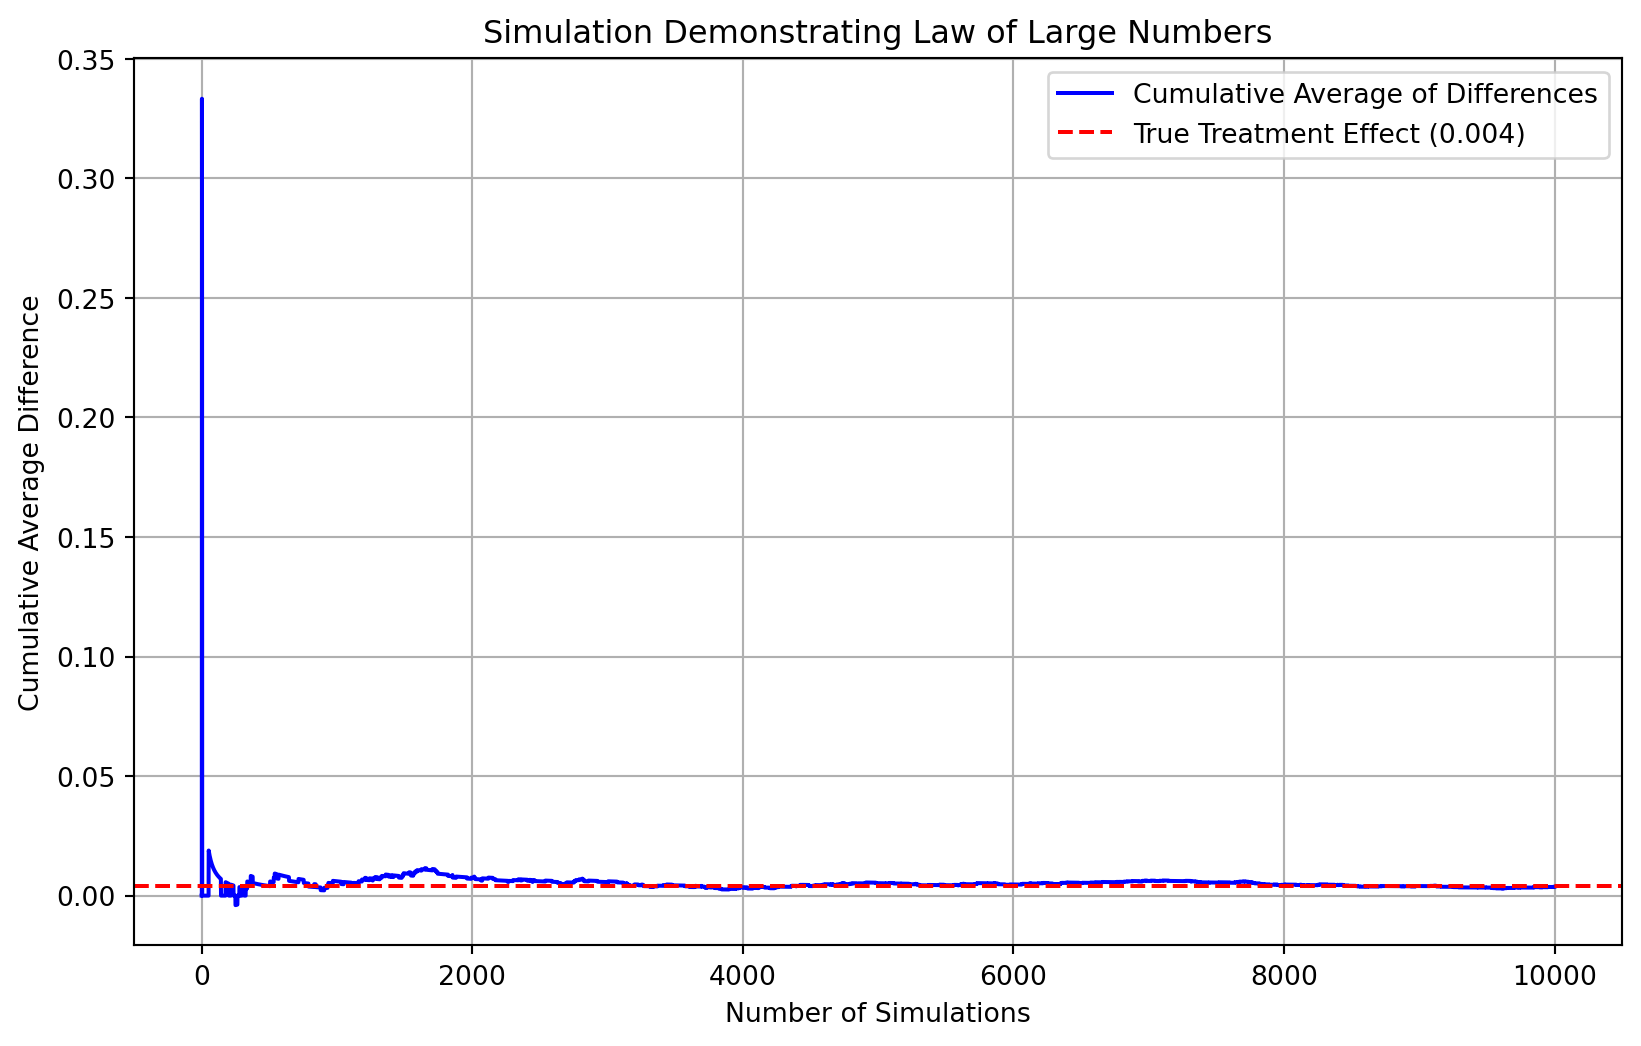 Simulation Demonstrating Law of Large Numbers
Cumulative Average of Differences
True Treatment Effect (0.004)
Cumulative Average Difference
0.35
0.30
0.25
0.20
0.15
0.10
0.05
0.00
0 2000 4000 6000 8000 10000
Number of Simulations